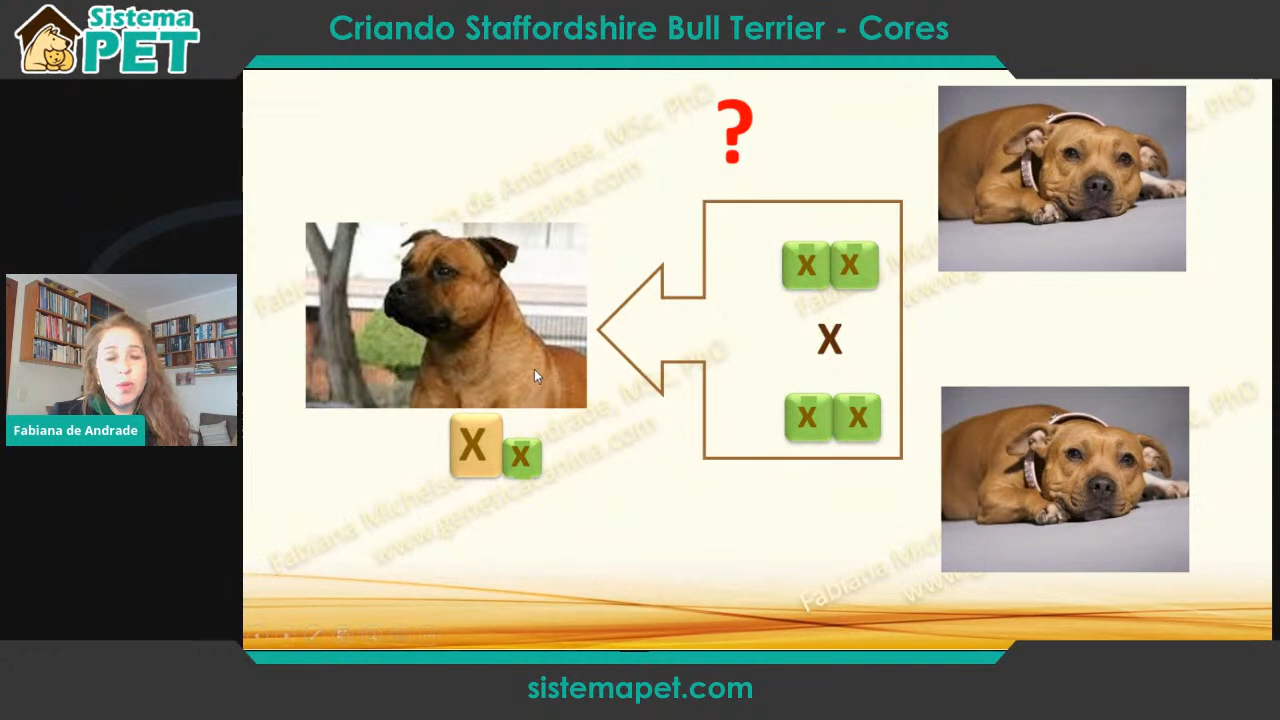 Sistema
PET
Criando Staffordshire Bull Terrier - Cores
?
X X
X
X X
X x
Fabiana de Andrade
sistemapet.com